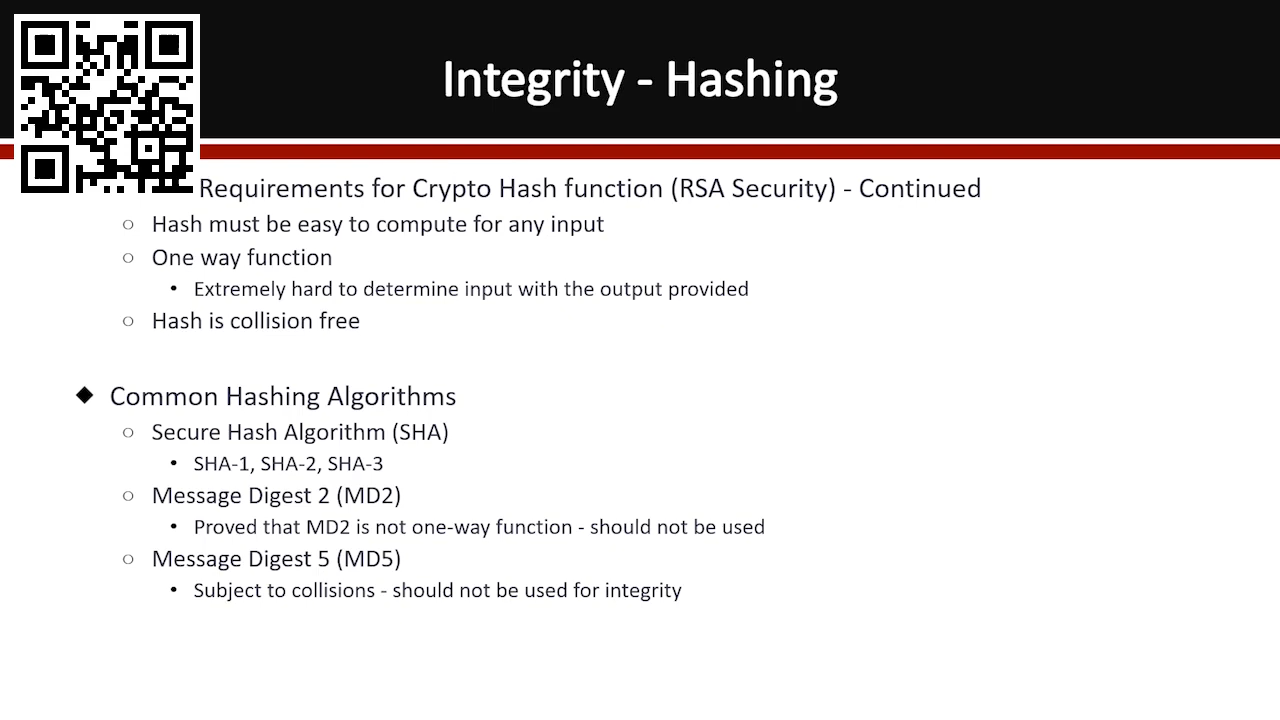 Integrity - Hashing
Requirements for Crypto Hash function (RSA Security) - Continued
○ Hash must be easy to compute for any input
○ One way function
• Extremely hard to determine input with the output provided
○ Hash is collision free
◆ Common Hashing Algorithms
○ Secure Hash Algorithm (SHA)
• SHA-1, SHA-2, SHA-3
○ Message Digest 2 (MD2)
• Proved that MD2 is not one-way function - should not be used
○ Message Digest 5 (MD5)
• Subject to collisions - should not be used for integrity